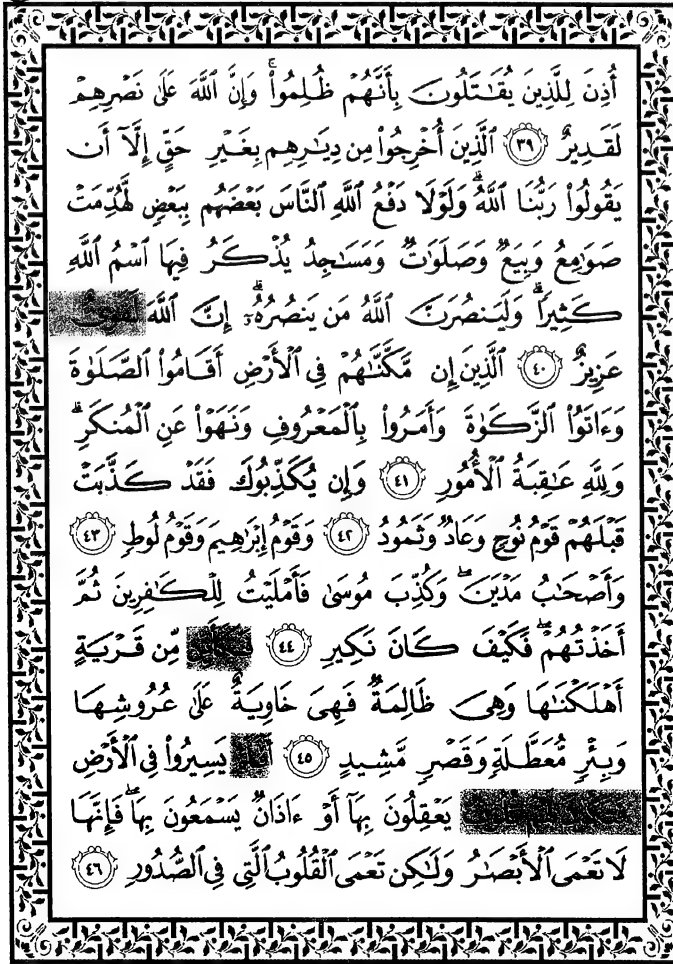 أُذِنَ لِلَّذِينَ يُقَٰتَلُونَ بِأَنَّهُمْ ظُلِمُوا۟ ۚ وَإِنَّ ٱللَّهَ عَلَىٰ نَصْرِهِمْ
لَقَدِيرٌ ٣٩ ٱلَّذِينَ أُخْرِجُوا۟ مِن دِيَٰرِهِم بِغَيْرِ حَقٍّ إِلَّآ أَن
يَقُولُوا۟ رَبُّنَا ٱللَّهُ ۗ وَلَوْلَا دَفْعُ ٱللَّهِ ٱلنَّاسَ بَعْضَهُم بِبَعْضٍ لَّهُدِّمَتْ
صَوَٰمِعُ وَبِيَعٌ وَصَلَوَٰتٌ وَمَسَٰجِدُ يُذْكَرُ فِيهَا ٱسْمُ ٱللَّهِ
كَثِيرًا ۗ وَلَيَنصُرَنَّ ٱللَّهُ مَن يَنصُرُهُۥٓ ۗ إِنَّ ٱللَّهَ لَقَوِىٌّ
عَزِيزٌ ٤٠ ٱلَّذِينَ إِن مَّكَّنَّٰهُمْ فِى ٱلْأَرْضِ أَقَامُوا۟ ٱلصَّلَوٰةَ
وَءَاتَوُا۟ ٱلزَّكَوٰةَ وَأَمَرُوا۟ بِٱلْمَعْرُوفِ وَنَهَوْا۟ عَنِ ٱلْمُنكَرِ ۗ
وَلِلَّهِ عَٰقِبَةُ ٱلْأُمُورِ ٤١ وَإِن يُكَذِّبُوكَ فَقَدْ كَذَّبَتْ
قَبْلَهُمْ قَوْمُ نُوحٍ وَعَادٌ وَثَمُودُ ٤٢ وَقَوْمُ إِبْرَٰهِيمَ وَقَوْمُ لُوطٍ ٤٣
وَأَصْحَٰبُ مَدْيَنَ ۖ وَكُذِّبَ مُوسَىٰ فَأَمْلَيْتُ لِلْكَٰفِرِينَ ثُمَّ
أَخَذْتُهُمْ ۖ فَكَيْفَ كَانَ نَكِيرِ ٤٤ فَكَأَيِّن مِّن قَرْيَةٍ
أَهْلَكْنَٰهَا وَهِىَ ظَالِمَةٌ فَهِىَ خَاوِيَةٌ عَلَىٰ عُرُوشِهَا
وَبِئْرٍ مُّعَطَّلَةٍ وَقَصْرٍ مَّشِيدٍ ٤٥ أَفَلَمْ يَسِيرُوا۟ فِى ٱلْأَرْضِ
يَعْقِلُونَ بِهَآ أَوْ ءَاذَانٌ يَسْمَعُونَ بِهَا ۖ فَإِنَّهَا
لَا تَعْمَى ٱلْأَبْصَٰرُ وَلَٰكِن تَعْمَى ٱلْقُلُوبُ ٱلَّتِى فِى ٱلصُّدُورِ ٤٦